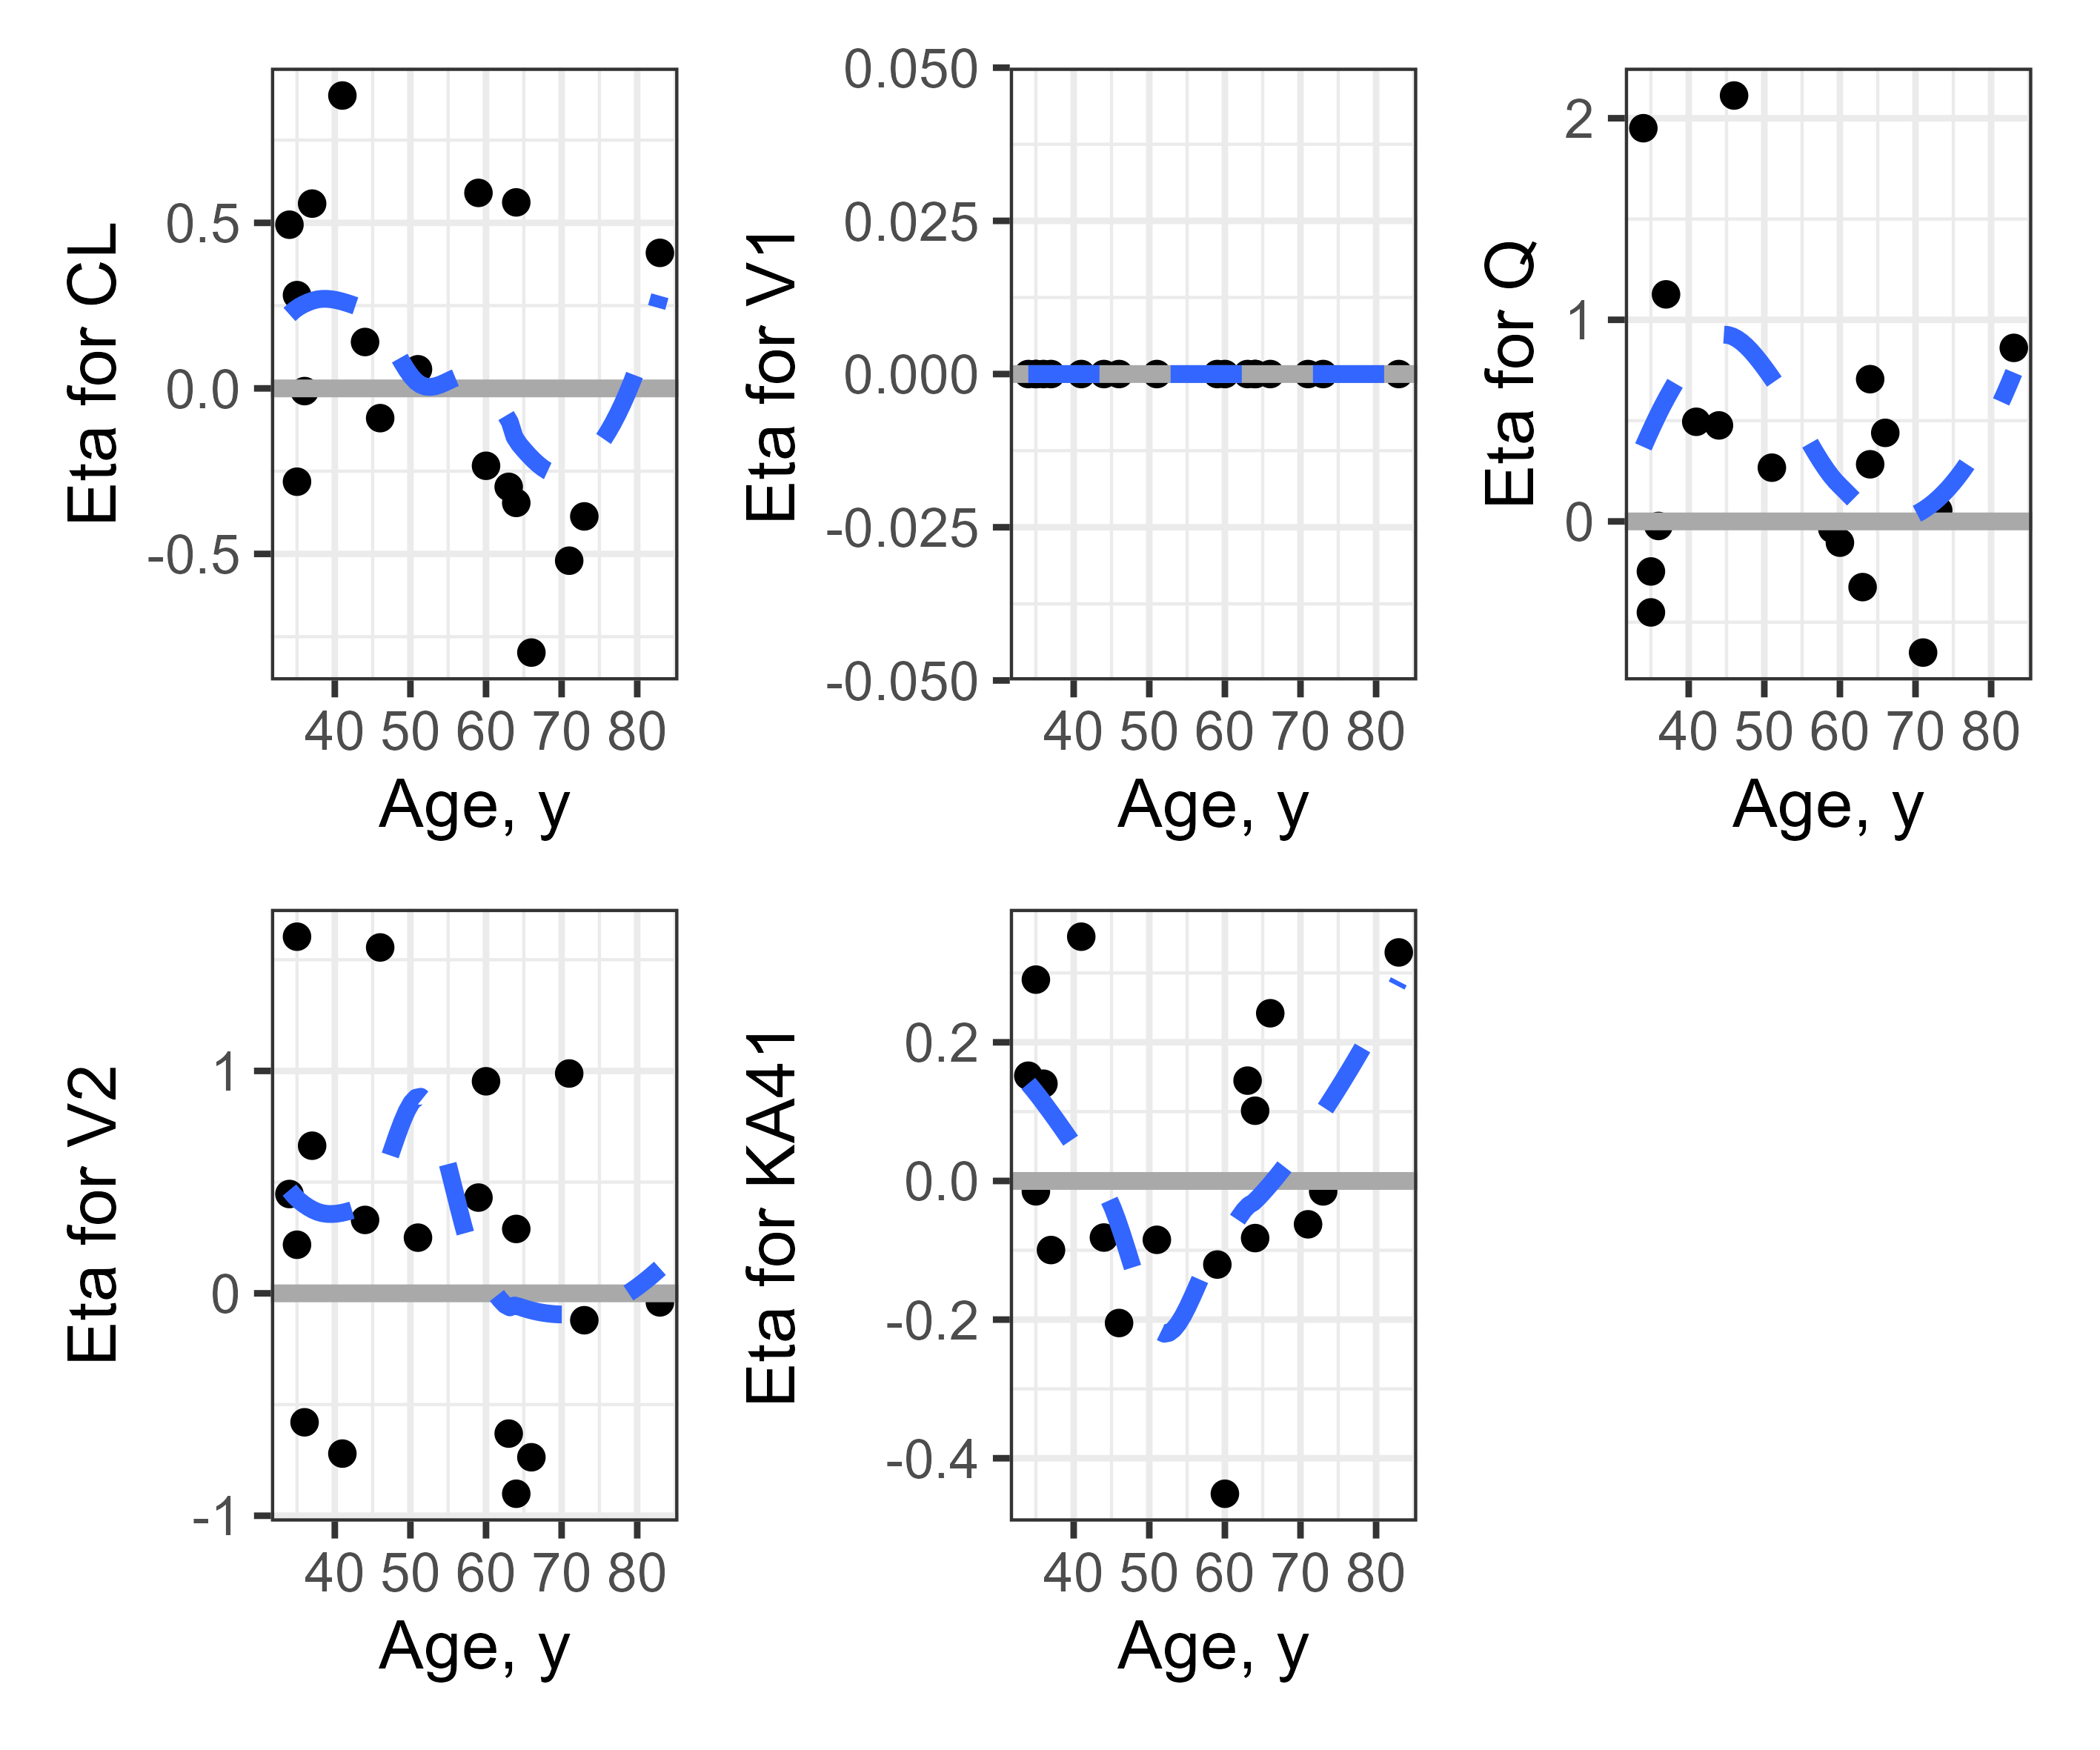 Eta for CL
0.5
0.0
-0.5
40 50 60 70 80
Age, y
Eta for V1
0.050
0.025
0.000
-0.025
-0.050
40 50 60 70 80
Age, y
Eta for Q
2
1
0
40 50 60 70 80
Age, y
Eta for V2
1
0
-1
40 50 60 70 80
Age, y
Eta for KA41
0.2
0.0
-0.2
-0.4
40 50 60 70 80
Age, y